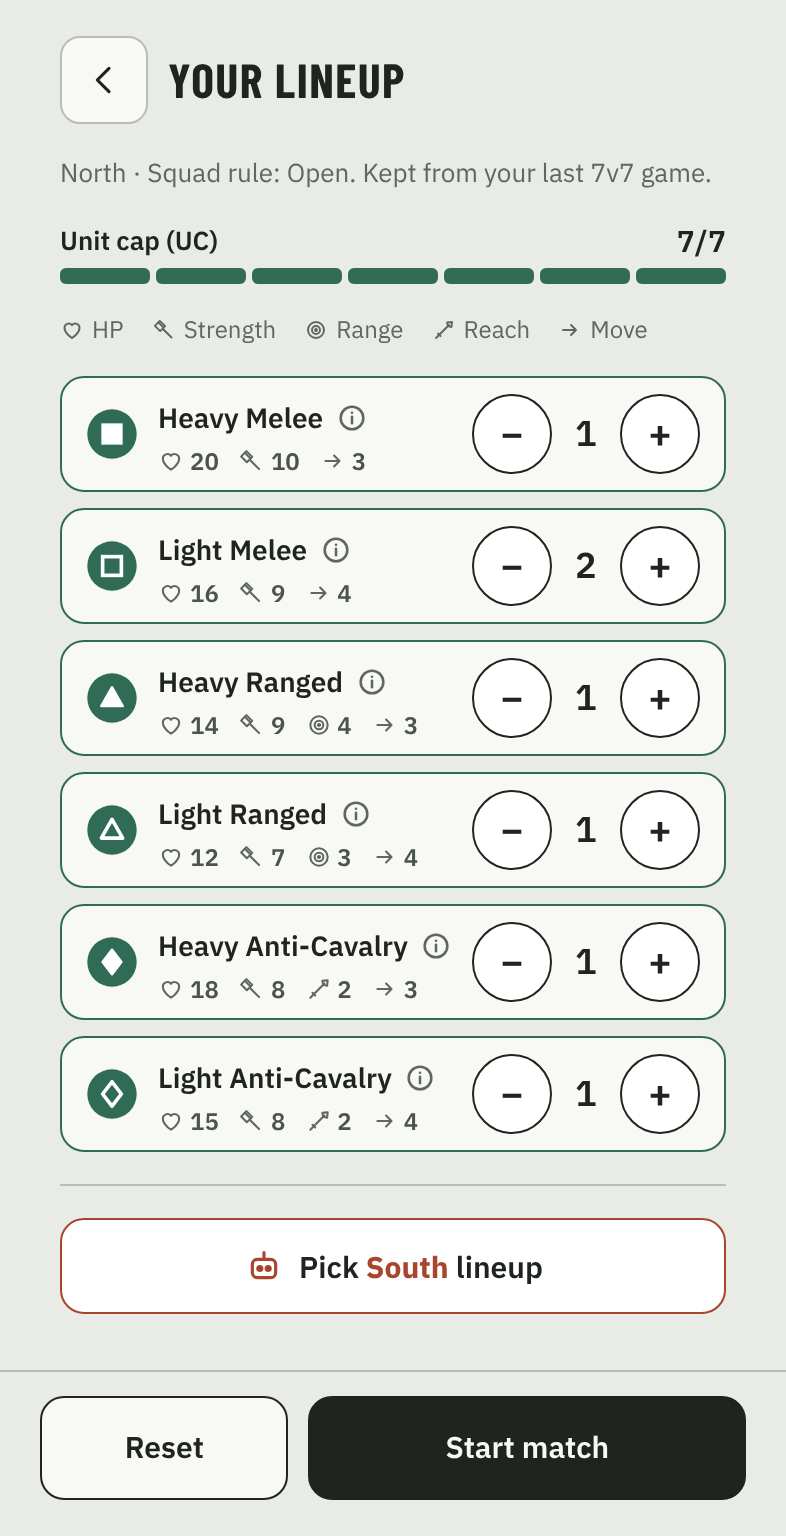 YOUR LINEUP
North · Squad rule: Open. Kept from your last 7v7 game.
Unit cap (UC) 7/7
HP Strength Range Reach Move
Heavy Melee
20 10 3
− 1 +
Light Melee
16 9 4
− 2 +
Heavy Ranged
14 9 4 3
− 1 +
Light Ranged
12 7 3 4
− 1 +
Heavy Anti-Cavalry
18 8 2 3
− 1 +
Light Anti-Cavalry
15 8 2 4
− 1 +
Pick South lineup
Reset Start match